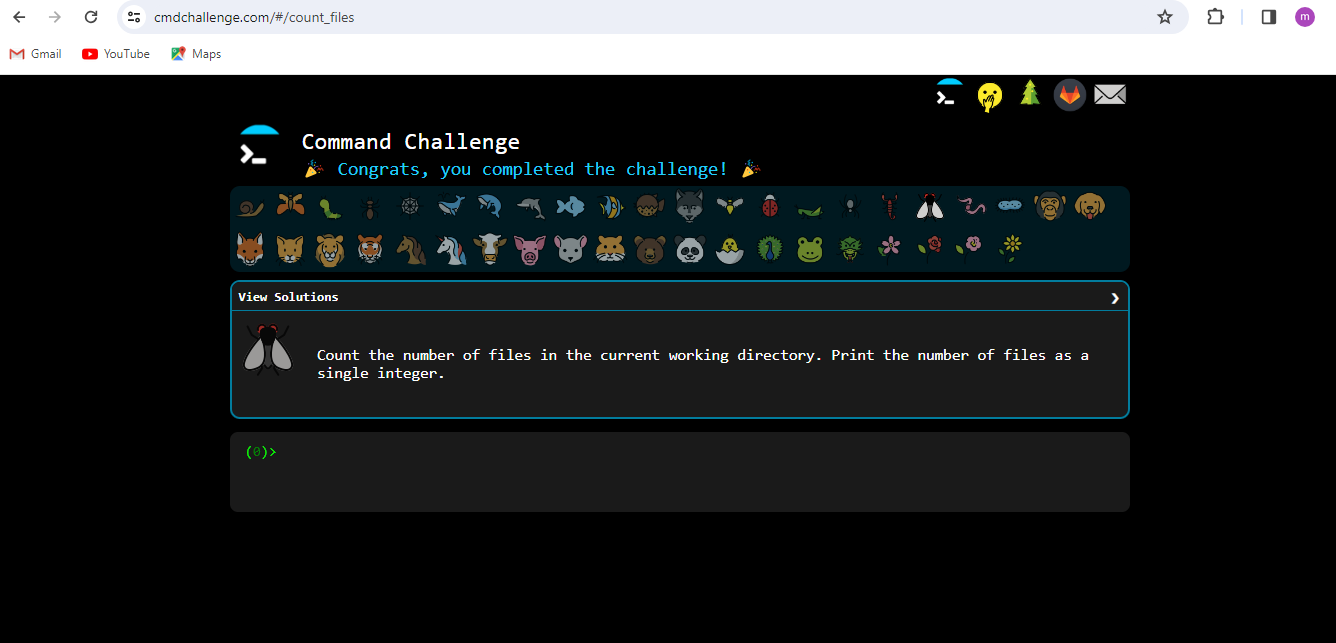 cmdchallenge.com/#/count_files
m
Gmail YouTube Maps
Command Challenge
Congrats, you completed the challenge!
View Solutions
Count the number of files in the current working directory. Print the number of files as a
single integer.
(0)>